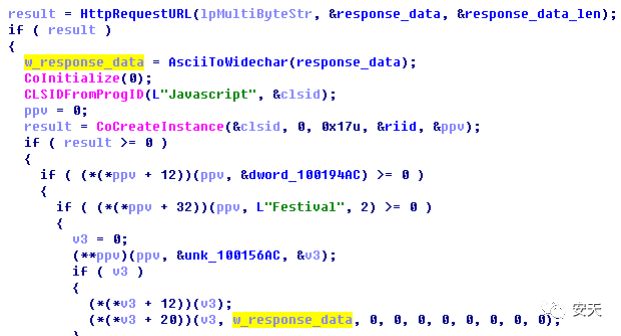 result = HttpRequestURL(lpMultiByteStr, &response_data, &response_data_len);
if ( result )
{
w_response_data = AsciiToWidechar(response_data);
CoInitialize(0);
CLSIDFromProgID(L"Javascript", &clsid);
ppv = 0;
result = CoCreateInstance(&clsid, 0, 0x17u, &riid, &ppv);
if ( result >= 0 )
{
if ( (*(*ppv + 12))(ppv, &dword_100194AC) >= 0 )
{
if ( (*(*ppv + 32))(ppv, L"Festival", 2) >= 0 )
{
v3 = 0;
(**ppv)(ppv, &unk_100156AC, &v3);
if ( v3 )
{
(*(*v3 + 12))(v3);
(*(*v3 + 20))(v3, w_response_data, 0, 0, 0, 0, 0, 0, 0, 0);
}
安天